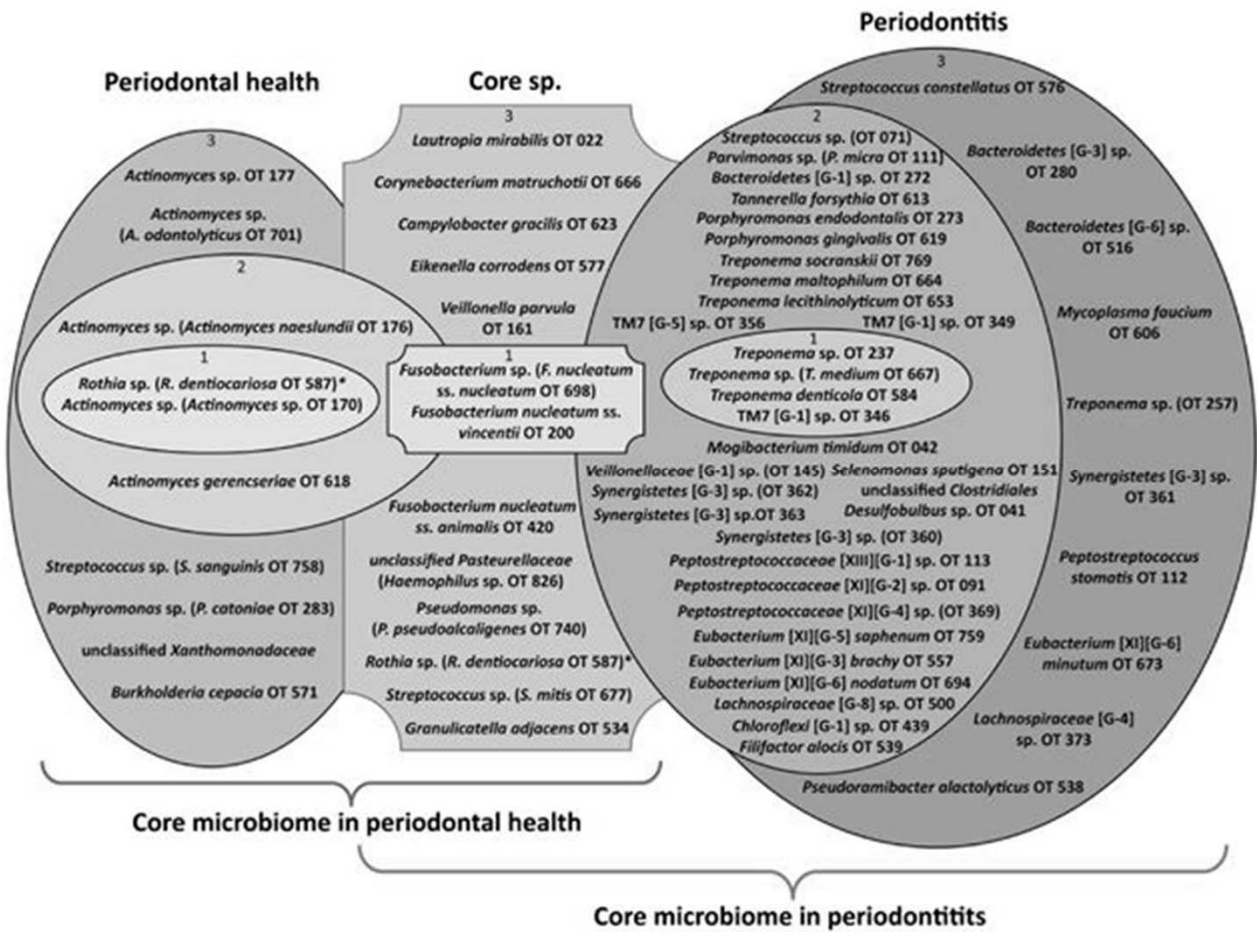 Periodontal health
3
Actinomyces sp. OT 177
Actinomyces sp.
(A. odontolyticus OT 701)
2
Actinomyces sp. (Actinomyces naeslundii OT 176)
1
Rothia sp. (R. dentiocariosa OT 587)*
Actinomyces sp. (Actinomyces sp. OT 170)
Actinomyces gerencseriae OT 618
Streptococcus sp. (S. sanguinis OT 758)
Porphyromonas sp. (P. catoniae OT 283)
unclassified Xanthomonadaceae
Burkholderia cepacia OT 571
Core sp.
3
Lautropia mirabilis OT 022
Corynebacterium matruchotii OT 666
Campylobacter gracilis OT 623
Eikenella corrodens OT 577
Veillonella parvula
OT 161
1
Fusobacterium sp. (F. nucleatum
ss. nucleatum OT 698)
Fusobacterium nucleatum ss.
vincentii OT 200
Fusobacterium nucleatum
ss. animalis OT 420
unclassified Pasteurellaceae
(Haemophilus sp. OT 826)
Pseudomonas sp.
(P. pseudoalcaligenes OT 740)
Rothia sp. (R. dentiocariosa OT 587)*
Streptococcus sp. (S. mitis OT 677)
Granulicatella adjacens OT 534
Periodontitis
3
Streptococcus constellatus OT 576
2
Streptococcus sp. (OT 071)
Parvimonas sp. (P. micra OT 111)
Bacteroidetes [G-1] sp. OT 272
Tannerella forsythia OT 613
Porphyromonas endodontalis OT 273
Porphyromonas gingivalis OT 619
Treponema socranskii OT 769
Treponema maltophilum OT 664
Treponema lecithinolyticum OT 653
TM7 [G-5] sp. OT 356
TM7 [G-1] sp. OT 349
1
Treponema sp. OT 237
Treponema sp. (T. medium OT 667)
Treponema denticola OT 584
TM7 [G-1] sp. OT 346
Mogibacterium timidum OT 042
Veillonellaceae [G-1] sp. (OT 145)
Selenomonas sputigena OT 151
Synergistetes [G-3] sp. (OT 362)
unclassified Clostridiales
Synergistetes [G-3] sp.OT 363
Desulfobulbus sp. OT 041
Synergistetes [G-3] sp. (OT 360)
Peptostreptococcaceae [XIII][G-1] sp. OT 113
Peptostreptococcaceae [XI][G-2] sp. OT 091
Peptostreptococcaceae [XI][G-4] sp. (OT 369)
Eubacterium [XI][G-5] saphenum OT 759
Eubacterium [XI][G-3] brachy OT 557
Eubacterium [XI][G-6] nodatum OT 694
Lachnospiraceae [G-8] sp. OT 500
Chloroflexi [G-1] sp. OT 439
Filifactor alocis OT 539
Bacteroidetes [G-3] sp.
OT 280
Bacteroidetes [G-6] sp.
OT 516
Mycoplasma faucium
OT 606
Treponema sp. (OT 257)
Synergistetes [G-3] sp.
OT 361
Peptostreptococcus
stomatis OT 112
Eubacterium [XI][G-6]
minutum OT 673
Lachnospiraceae [G-4]
sp. OT 373
Pseudoramibacter alactolyticus OT 538
Core microbiome in periodontal health
Core microbiome in periodontitits